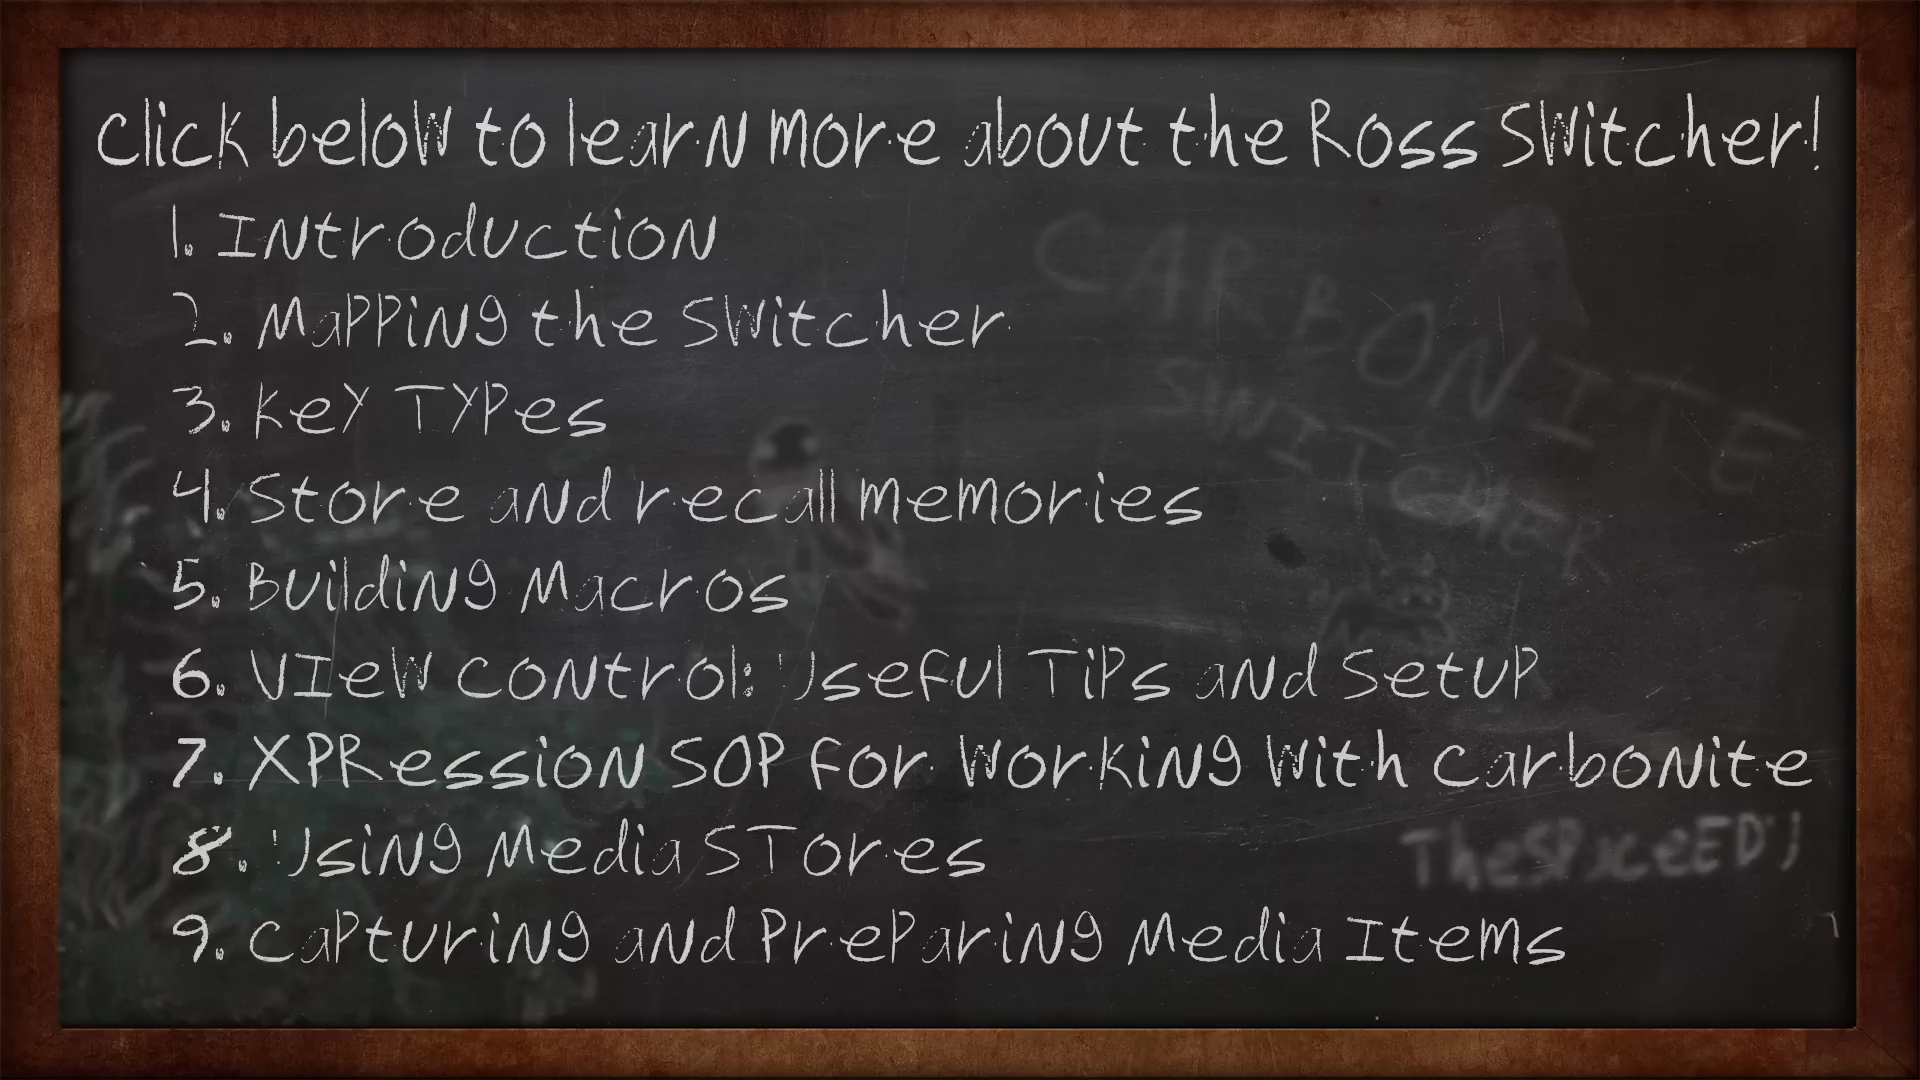 Click below to learn more about the Ross Switcher!
1. Introduction
2. Mapping the Switcher
3. Key Types
4. Store and recall memories
5. Building Macros
6. VIew Control: Useful Tips and Setup
7. XPRession SOP for Working With Carbonite
8. Using Media STores
9. Capturing and Preparing Media Items
CARBONITE
SWITCHER